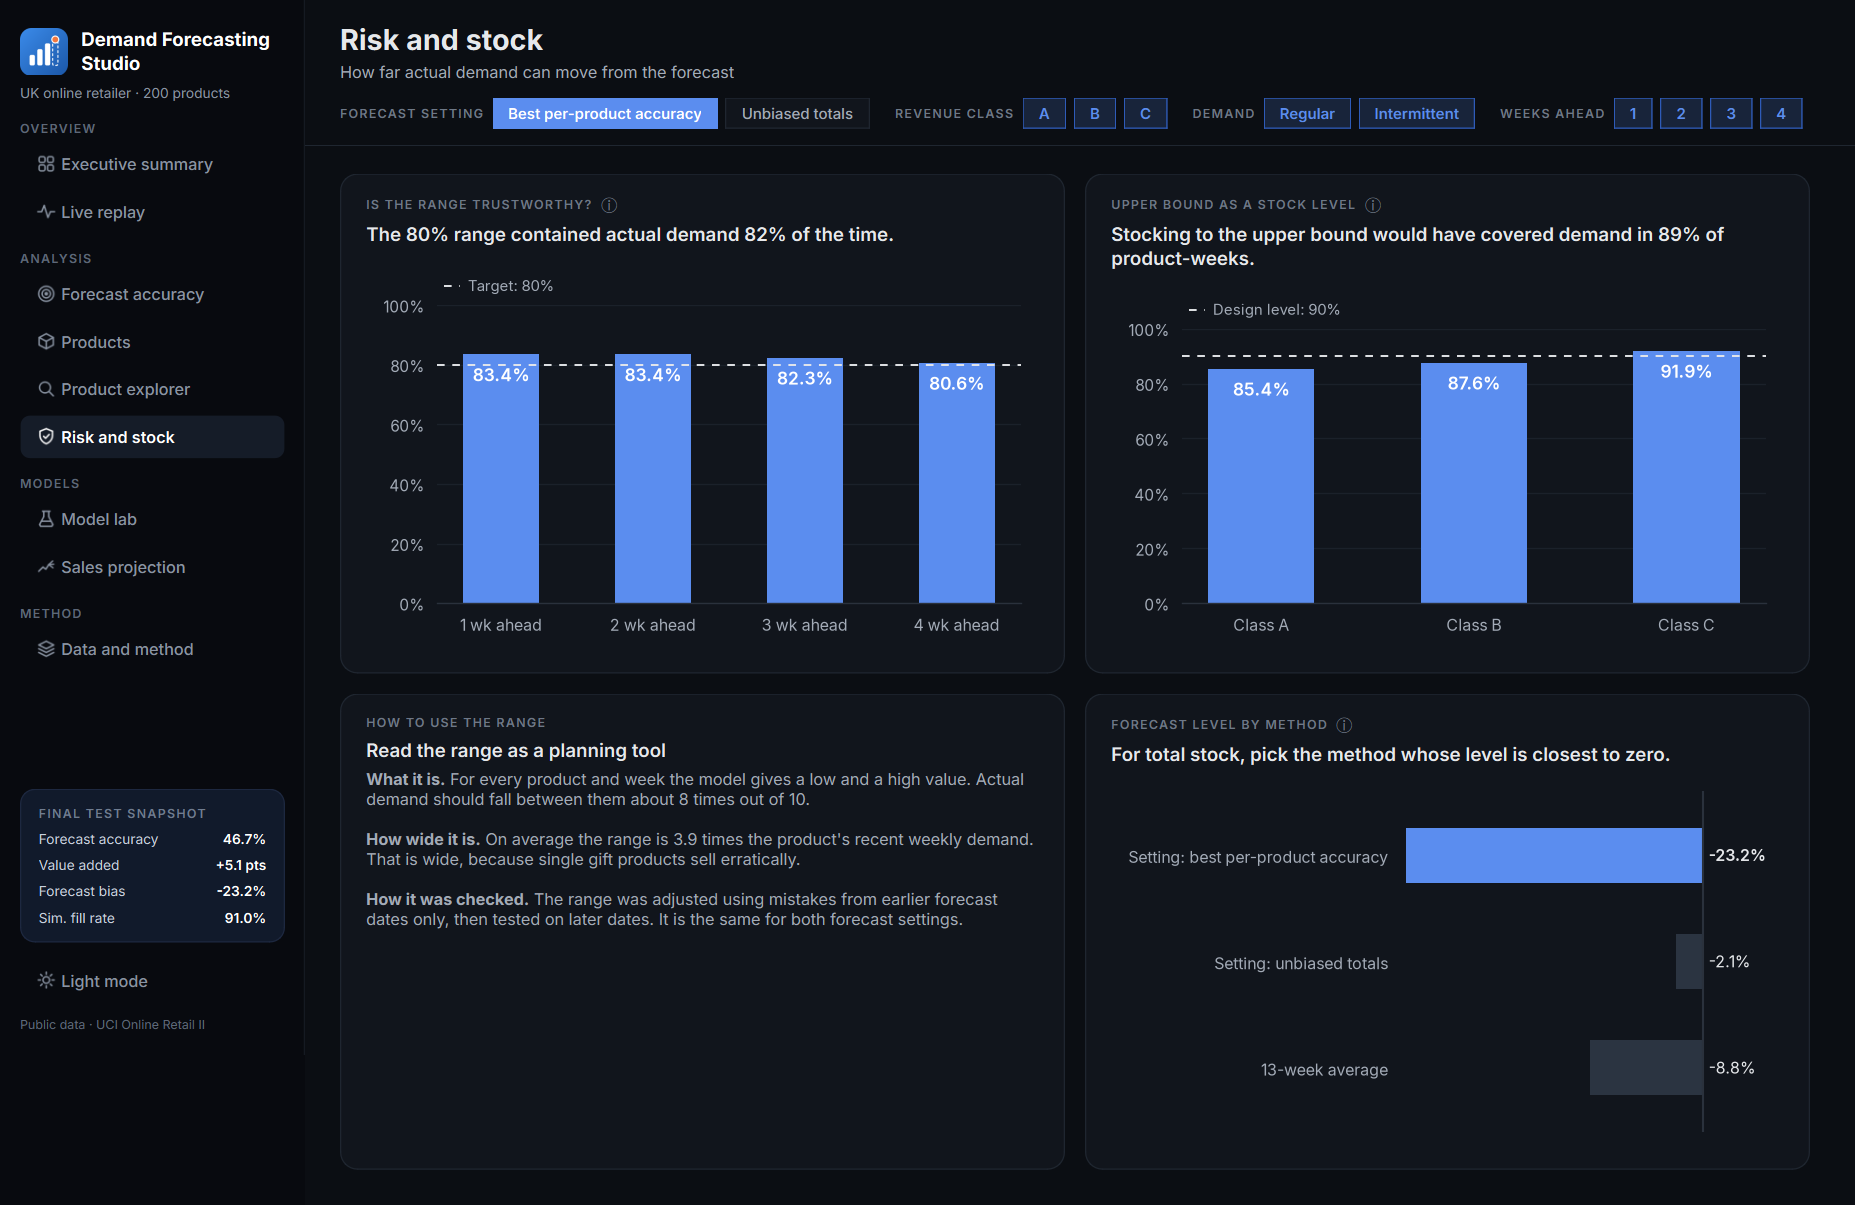 Demand Forecasting
Studio
UK online retailer · 200 products
OVERVIEW
Executive summary
Live replay
ANALYSIS
Forecast accuracy
Products
Product explorer
Risk and stock
MODELS
Model lab
Sales projection
METHOD
Data and method
FINAL TEST SNAPSHOT
Forecast accuracy 46.7%
Value added +5.1 pts
Forecast bias -23.2%
Sim. fill rate 91.0%
Light mode
Public data · UCI Online Retail II
Risk and stock
How far actual demand can move from the forecast
FORECAST SETTING Best per-product accuracy Unbiased totals REVENUE CLASS A B C DEMAND Regular Intermittent WEEKS AHEAD 1 2 3 4
IS THE RANGE TRUSTWORTHY? ⓘ
The 80% range contained actual demand 82% of the time.
Target: 80%
100%
80%
60%
40%
20%
0%
83.4% 83.4% 82.3% 80.6%
1 wk ahead 2 wk ahead 3 wk ahead 4 wk ahead
UPPER BOUND AS A STOCK LEVEL ⓘ
Stocking to the upper bound would have covered demand in 89% of
product-weeks.
Design level: 90%
100%
80%
60%
40%
20%
0%
85.4% 87.6% 91.9%
Class A Class B Class C
HOW TO USE THE RANGE
Read the range as a planning tool
What it is. For every product and week the model gives a low and a high value. Actual
demand should fall between them about 8 times out of 10.
How wide it is. On average the range is 3.9 times the product's recent weekly demand.
That is wide, because single gift products sell erratically.
How it was checked. The range was adjusted using mistakes from earlier forecast
dates only, then tested on later dates. It is the same for both forecast settings.
FORECAST LEVEL BY METHOD ⓘ
For total stock, pick the method whose level is closest to zero.
Setting: best per-product accuracy -23.2%
Setting: unbiased totals -2.1%
13-week average -8.8%